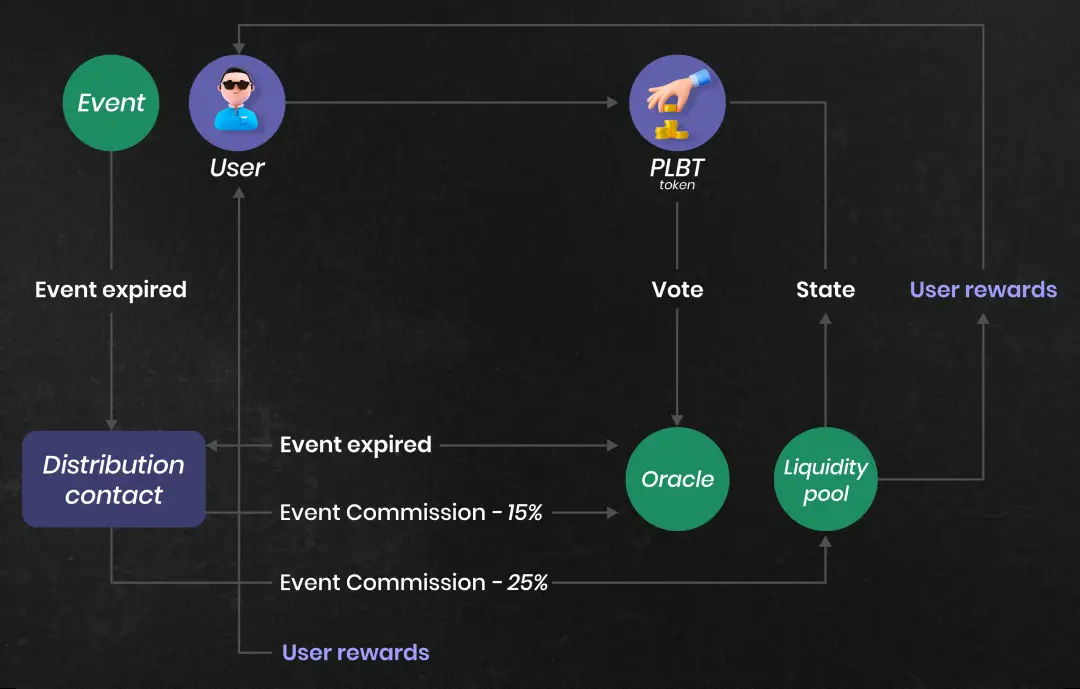 Event
User
PLBT
token
Event expired
Vote
State
User rewards
Distribution
contact
Event expired
Oracle
Liquidity
pool
Event Commission - 15%
Event Commission - 25%
User rewards